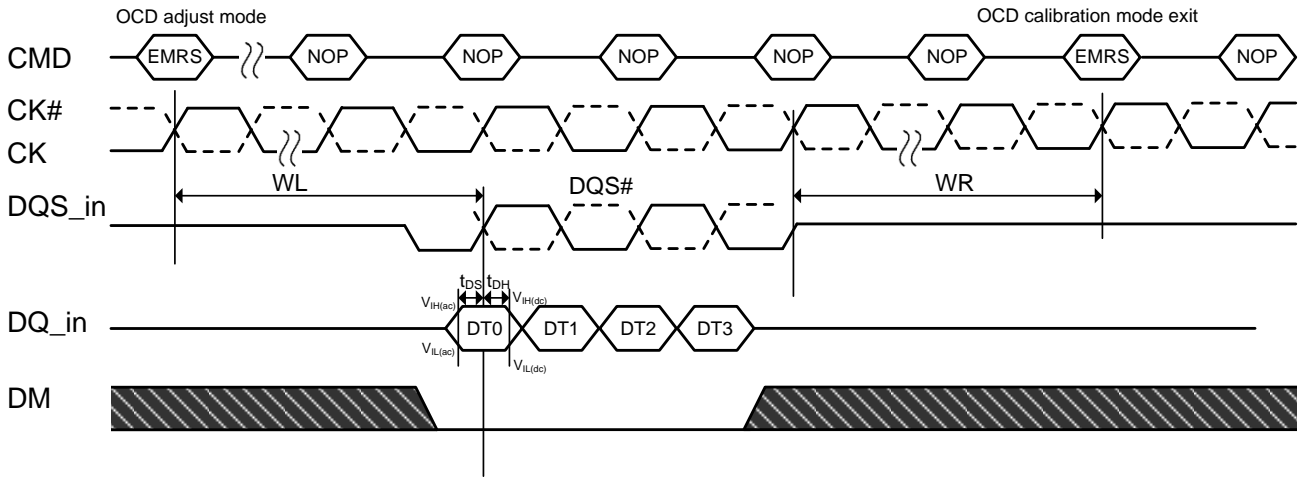 OCD adjust mode
OCD calibration mode exit
CMD
EMRS NOP NOP NOP NOP NOP EMRS NOP
CK#
CK
WL
DQS#
WR
DQS_in
tDS tDH
VIH(ac) VIH(dc)
DQ_in
DT0 DT1 DT2 DT3
VIL(ac) VIL(dc)
DM